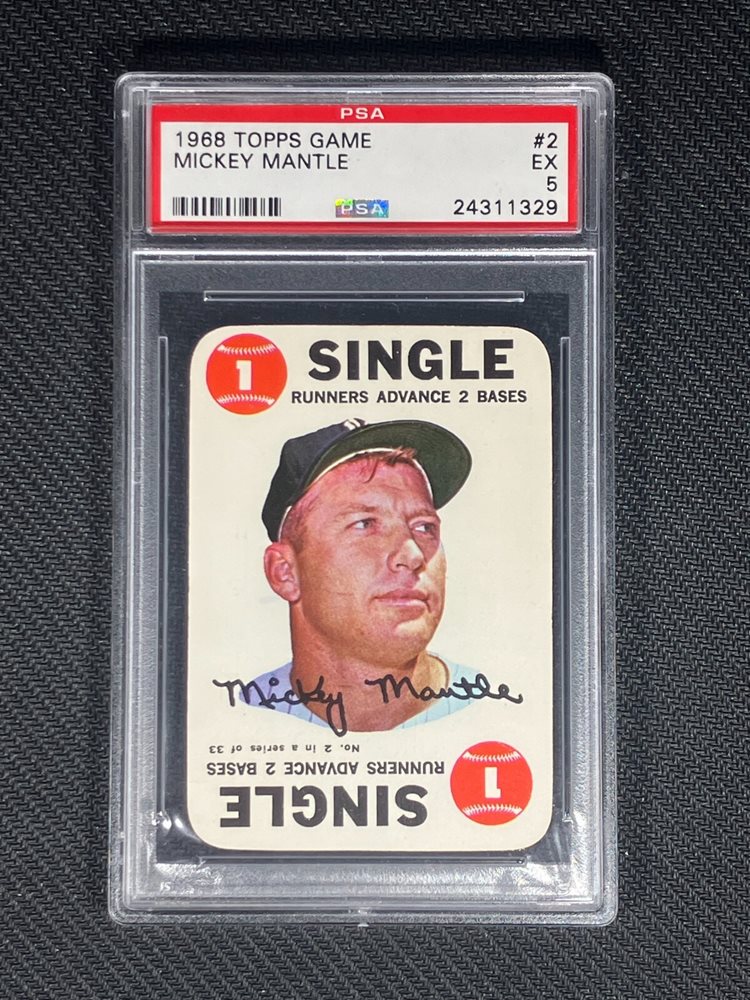 PSA
1968 TOPPS GAME #2
MICKEY MANTLE EX
5
PSA 24311329
1 SINGLE
RUNNERS ADVANCE 2 BASES
Mickey Mantle
No. 2 in a series of 33
RUNNERS ADVANCE 2 BASES
SINGLE 1